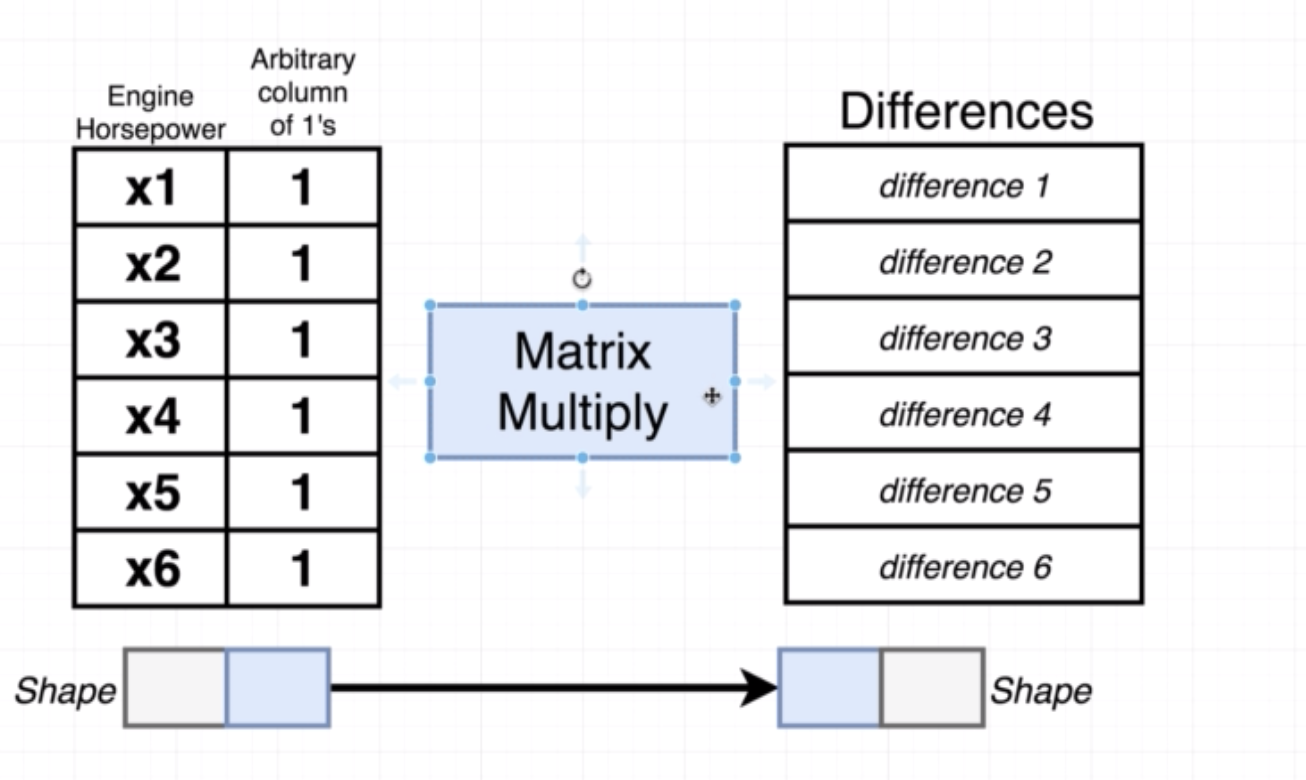 Engine
Horsepower
Arbitrary
column
of 1's
Differences
x1 1
x2 1
x3 1
x4 1
x5 1
x6 1
Matrix
Multiply
difference 1
difference 2
difference 3
difference 4
difference 5
difference 6
Shape
Shape